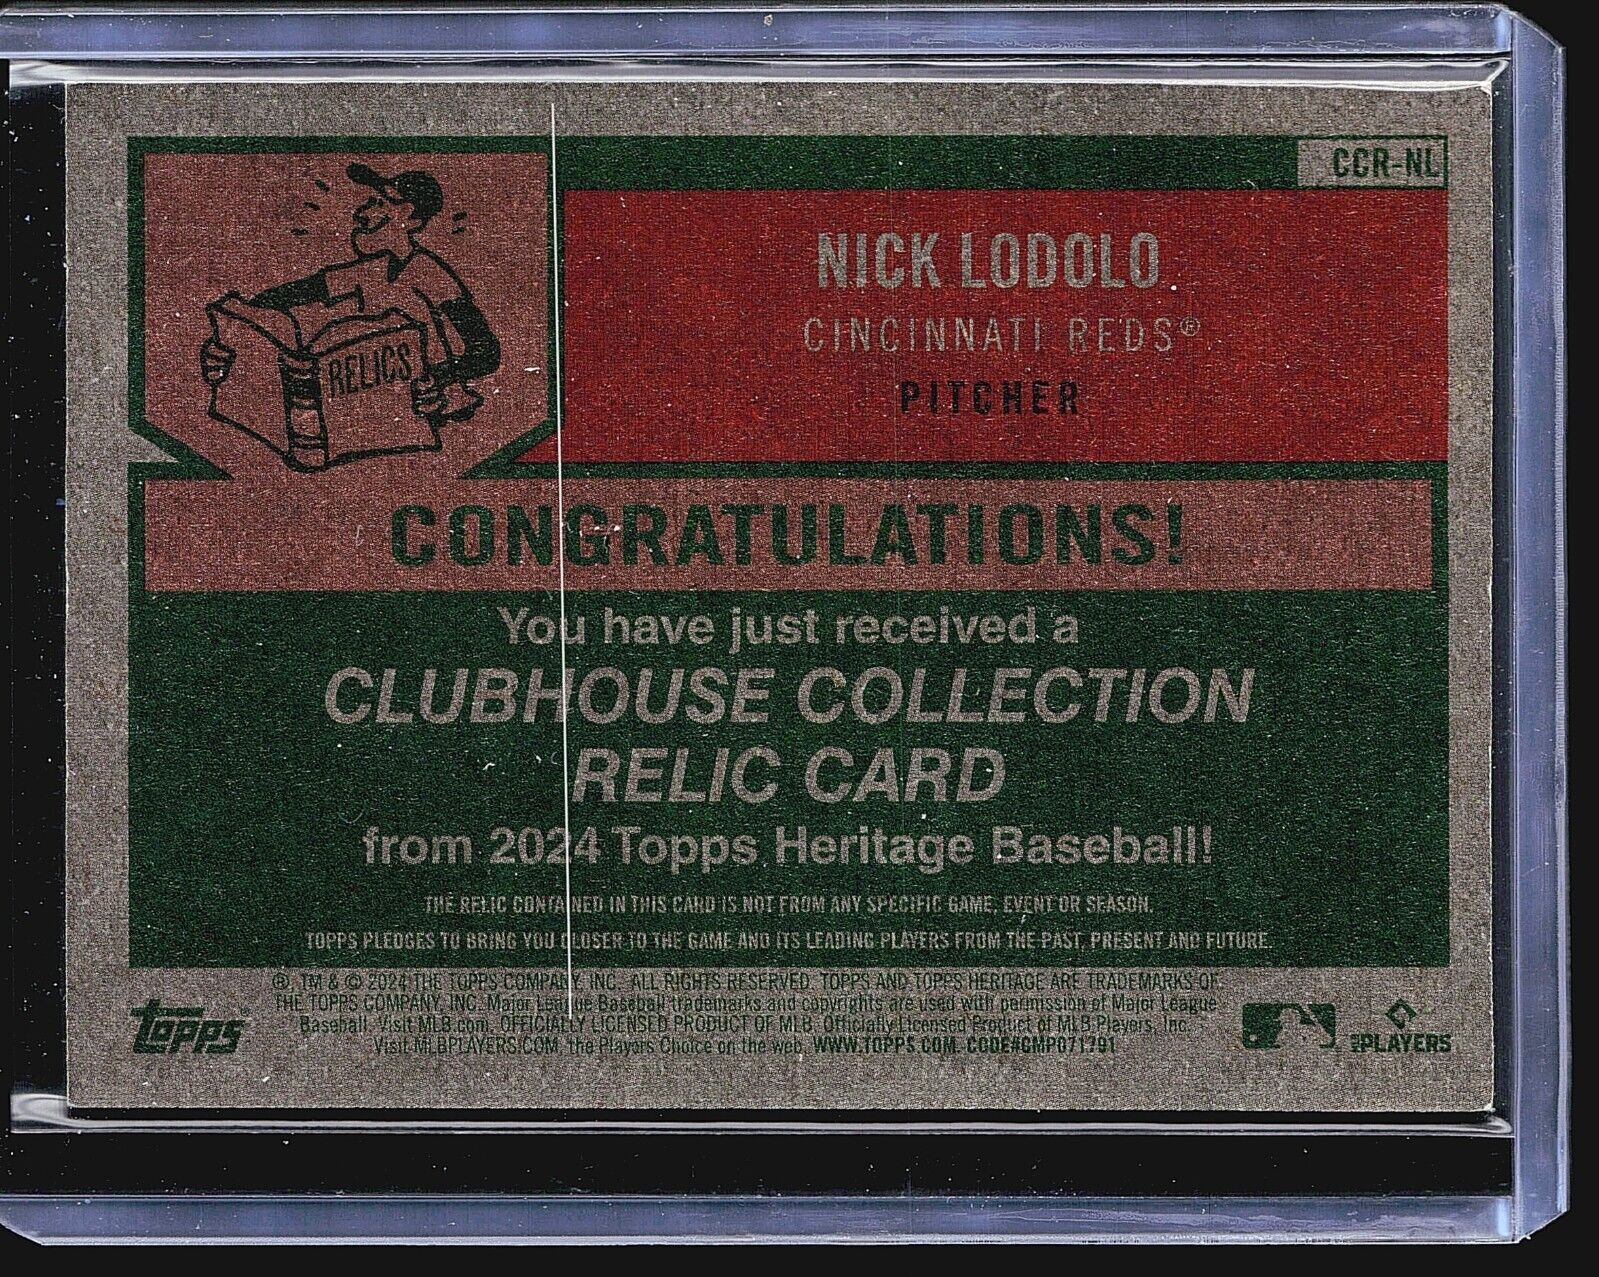 CCR-NL
NICK LODOLO
CINCINNATI REDS®
PITCHER
RELICS
CONGRATULATIONS!
You have just received a
CLUBHOUSE COLLECTION
RELIC CARD
from 2024 Topps Heritage Baseball!
THE RELIC CONTAINED IN THIS CARD IS NOT FROM ANY SPECIFIC GAME, EVENT OR SEASON.
TOPPS PLEDGES TO BRING YOU CLOSER TO THE GAME AND ITS LEADING PLAYERS FROM THE PAST, PRESENT AND FUTURE.
®, TM & © 2024 THE TOPPS COMPANY, INC. ALL RIGHTS RESERVED. TOPPS AND TOPPS HERITAGE ARE TRADEMARKS OF
THE TOPPS COMPANY, INC. Major League Baseball trademarks and copyrights are used with permission of Major League
Baseball. Visit MLB.com. OFFICIALLY LICENSED PRODUCT OF MLB Players, Inc. Officially Licensed Product of MLB Players, Inc.
Visit MLBPLAYERS.COM, the Players Choice on the web. WWW.TOPPS.COM. CODE#CMP071791
topps
PLAYERS